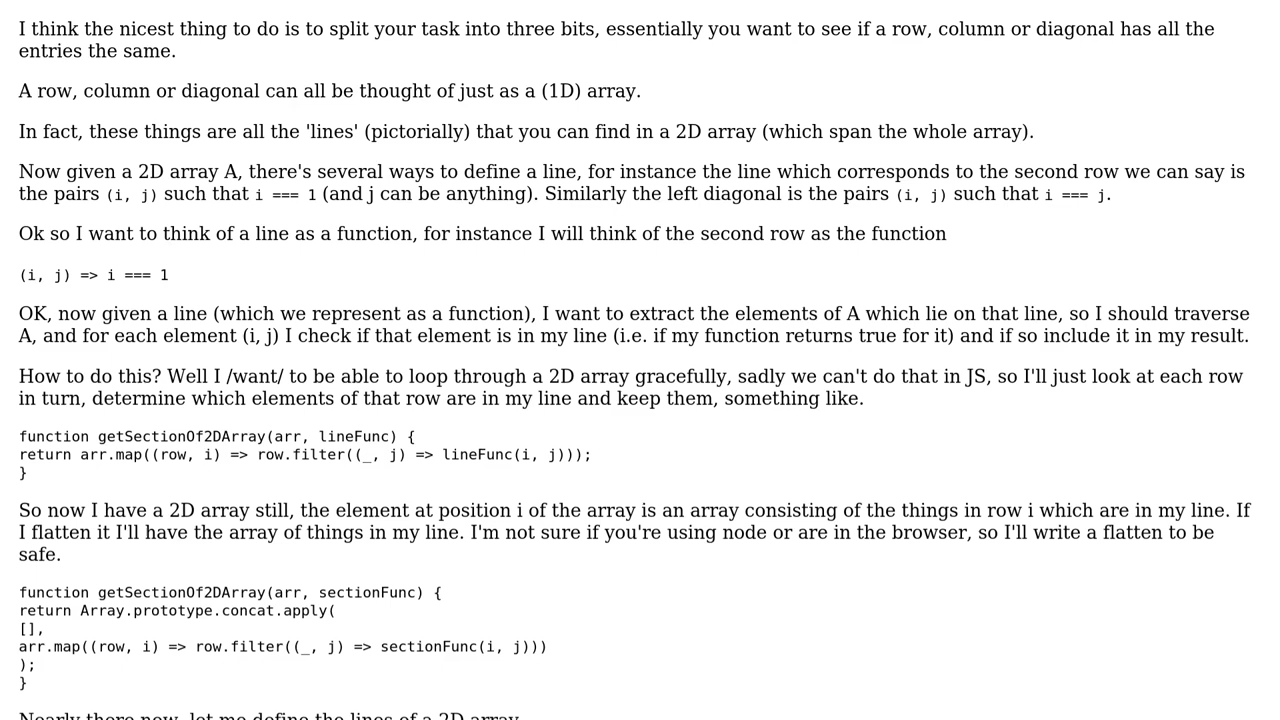 I think the nicest thing to do is to split your task into three bits, essentially you want to see if a row, column or diagonal has all the
entries the same.
A row, column or diagonal can all be thought of just as a (1D) array.
In fact, these things are all the 'lines' (pictorially) that you can find in a 2D array (which span the whole array).
Now given a 2D array A, there's several ways to define a line, for instance the line which corresponds to the second row we can say is
the pairs (i, j) such that i === 1 (and j can be anything). Similarly the left diagonal is the pairs (i, j) such that i === j.
Ok so I want to think of a line as a function, for instance I will think of the second row as the function
(i, j) => i === 1
OK, now given a line (which we represent as a function), I want to extract the elements of A which lie on that line, so I should traverse
A, and for each element (i, j) I check if that element is in my line (i.e. if my function returns true for it) and if so include it in my result.
How to do this? Well I /want/ to be able to loop through a 2D array gracefully, sadly we can't do that in JS, so I'll just look at each row
in turn, determine which elements of that row are in my line and keep them, something like.
function getSectionOf2DArray(arr, lineFunc) {
return arr.map((row, i) => row.filter((_, j) => lineFunc(i, j)));
}
So now I have a 2D array still, the element at position i of the array is an array consisting of the things in row i which are in my line. If
I flatten it I'll have the array of things in my line. I'm not sure if you're using node or are in the browser, so I'll write a flatten to be
safe.
function getSectionOf2DArray(arr, sectionFunc) {
return Array.prototype.concat.apply(
[],
arr.map((row, i) => row.filter((_, j) => sectionFunc(i, j)))
);
}
Nearly there now, let me define the lines of a 2D array